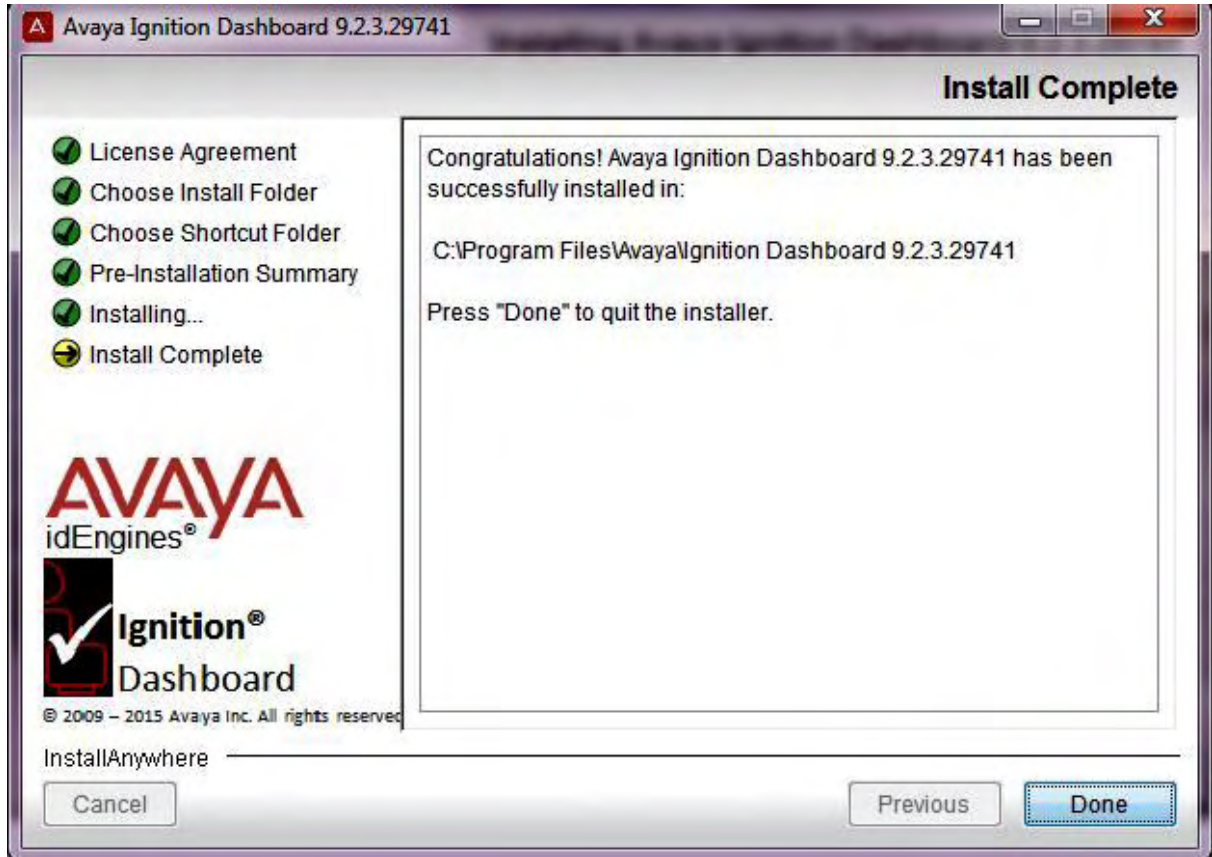 Avaya Ignition Dashboard 9.2.3.29741
Install Complete
License Agreement
Choose Install Folder
Choose Shortcut Folder
Pre-Installation Summary
Installing...
Install Complete
Congratulations! Avaya Ignition Dashboard 9.2.3.29741 has been
successfully installed in:
C:\Program Files\Avaya\Ignition Dashboard 9.2.3.29741
Press "Done" to quit the installer.
AVAYA
idEngines®
Ignition®
Dashboard
© 2009 – 2015 Avaya Inc. All rights reserved
InstallAnywhere
Cancel
Previous
Done